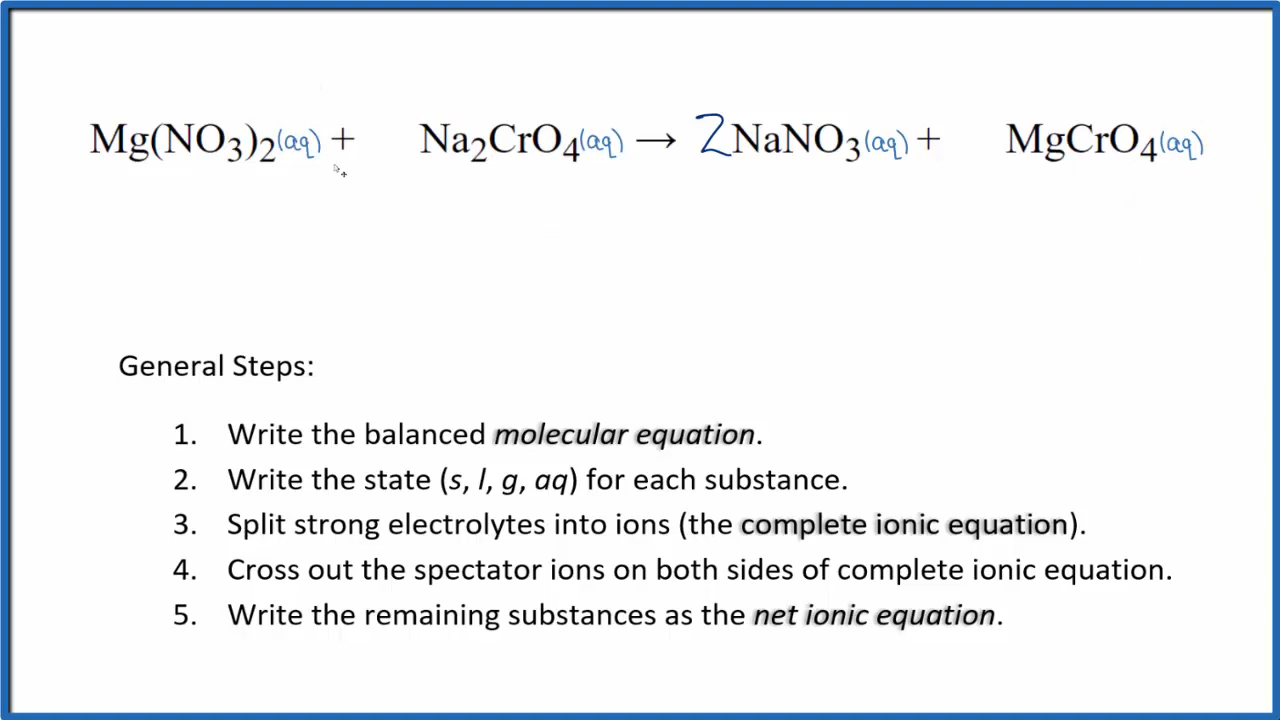 Mg(NO₃)₂(aq) + Na₂CrO₄(aq) → 2NaNO₃(aq) + MgCrO₄(aq)
General Steps:
1. Write the balanced molecular equation.
2. Write the state (s, l, g, aq) for each substance.
3. Split strong electrolytes into ions (the complete ionic equation).
4. Cross out the spectator ions on both sides of complete ionic equation.
5. Write the remaining substances as the net ionic equation.